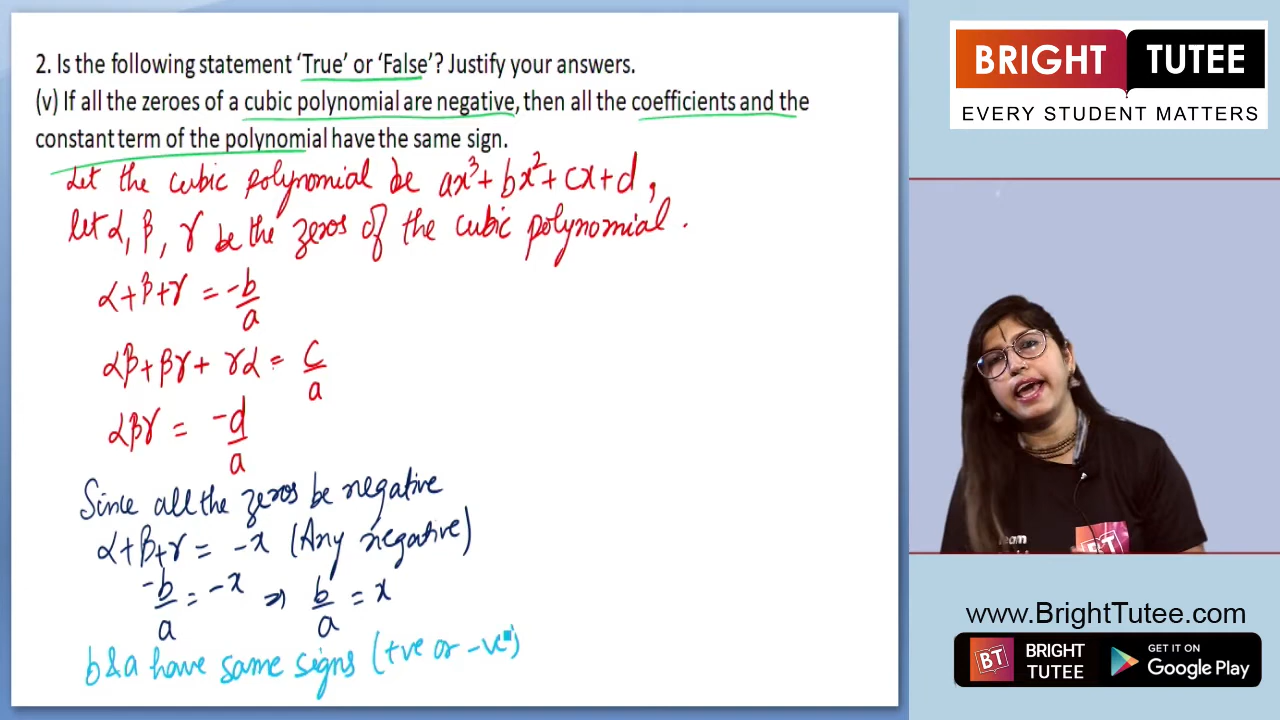 2. Is the following statement ‘True’ or ‘False’? Justify your answers.
(v) If all the zeroes of a cubic polynomial are negative, then all the coefficients and the
constant term of the polynomial have the same sign.
Let the cubic polynomial be ax³ + bx² + cx + d,
let α, β, γ be the zeros of the cubic polynomial.
α+β+γ = -b/a
αβ+βγ+ γα = c/a
αβγ = -d/a
Since all the zeros be negative
α+β+γ = -x (Any negative)
-b/a = -x ⇒ b/a = x
b & a have same signs (+ve or -ve)
BRIGHT TUTEE
EVERY STUDENT MATTERS
Team
BT
www.BrightTutee.com
BT
BRIGHT
TUTEE
GET IT ON
Google Play